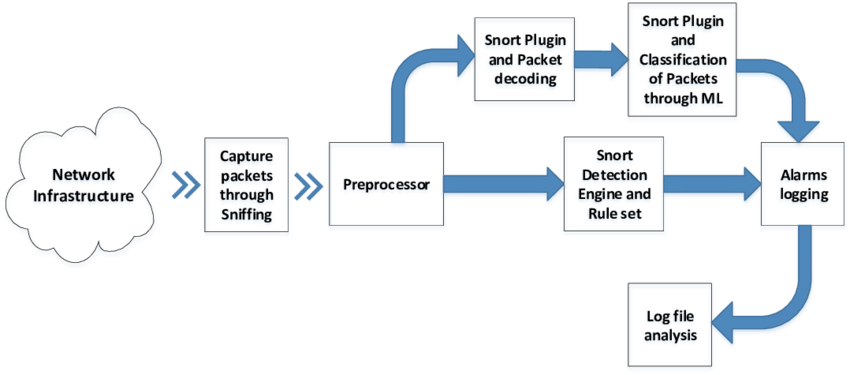 Network
Infrastructure
Capture
packets
through
Sniffing
Preprocessor
Snort Plugin
and Packet
decoding
Snort Plugin
and
Classification
of Packets
through ML
Snort
Detection
Engine and
Rule set
Alarms
logging
Log file
analysis